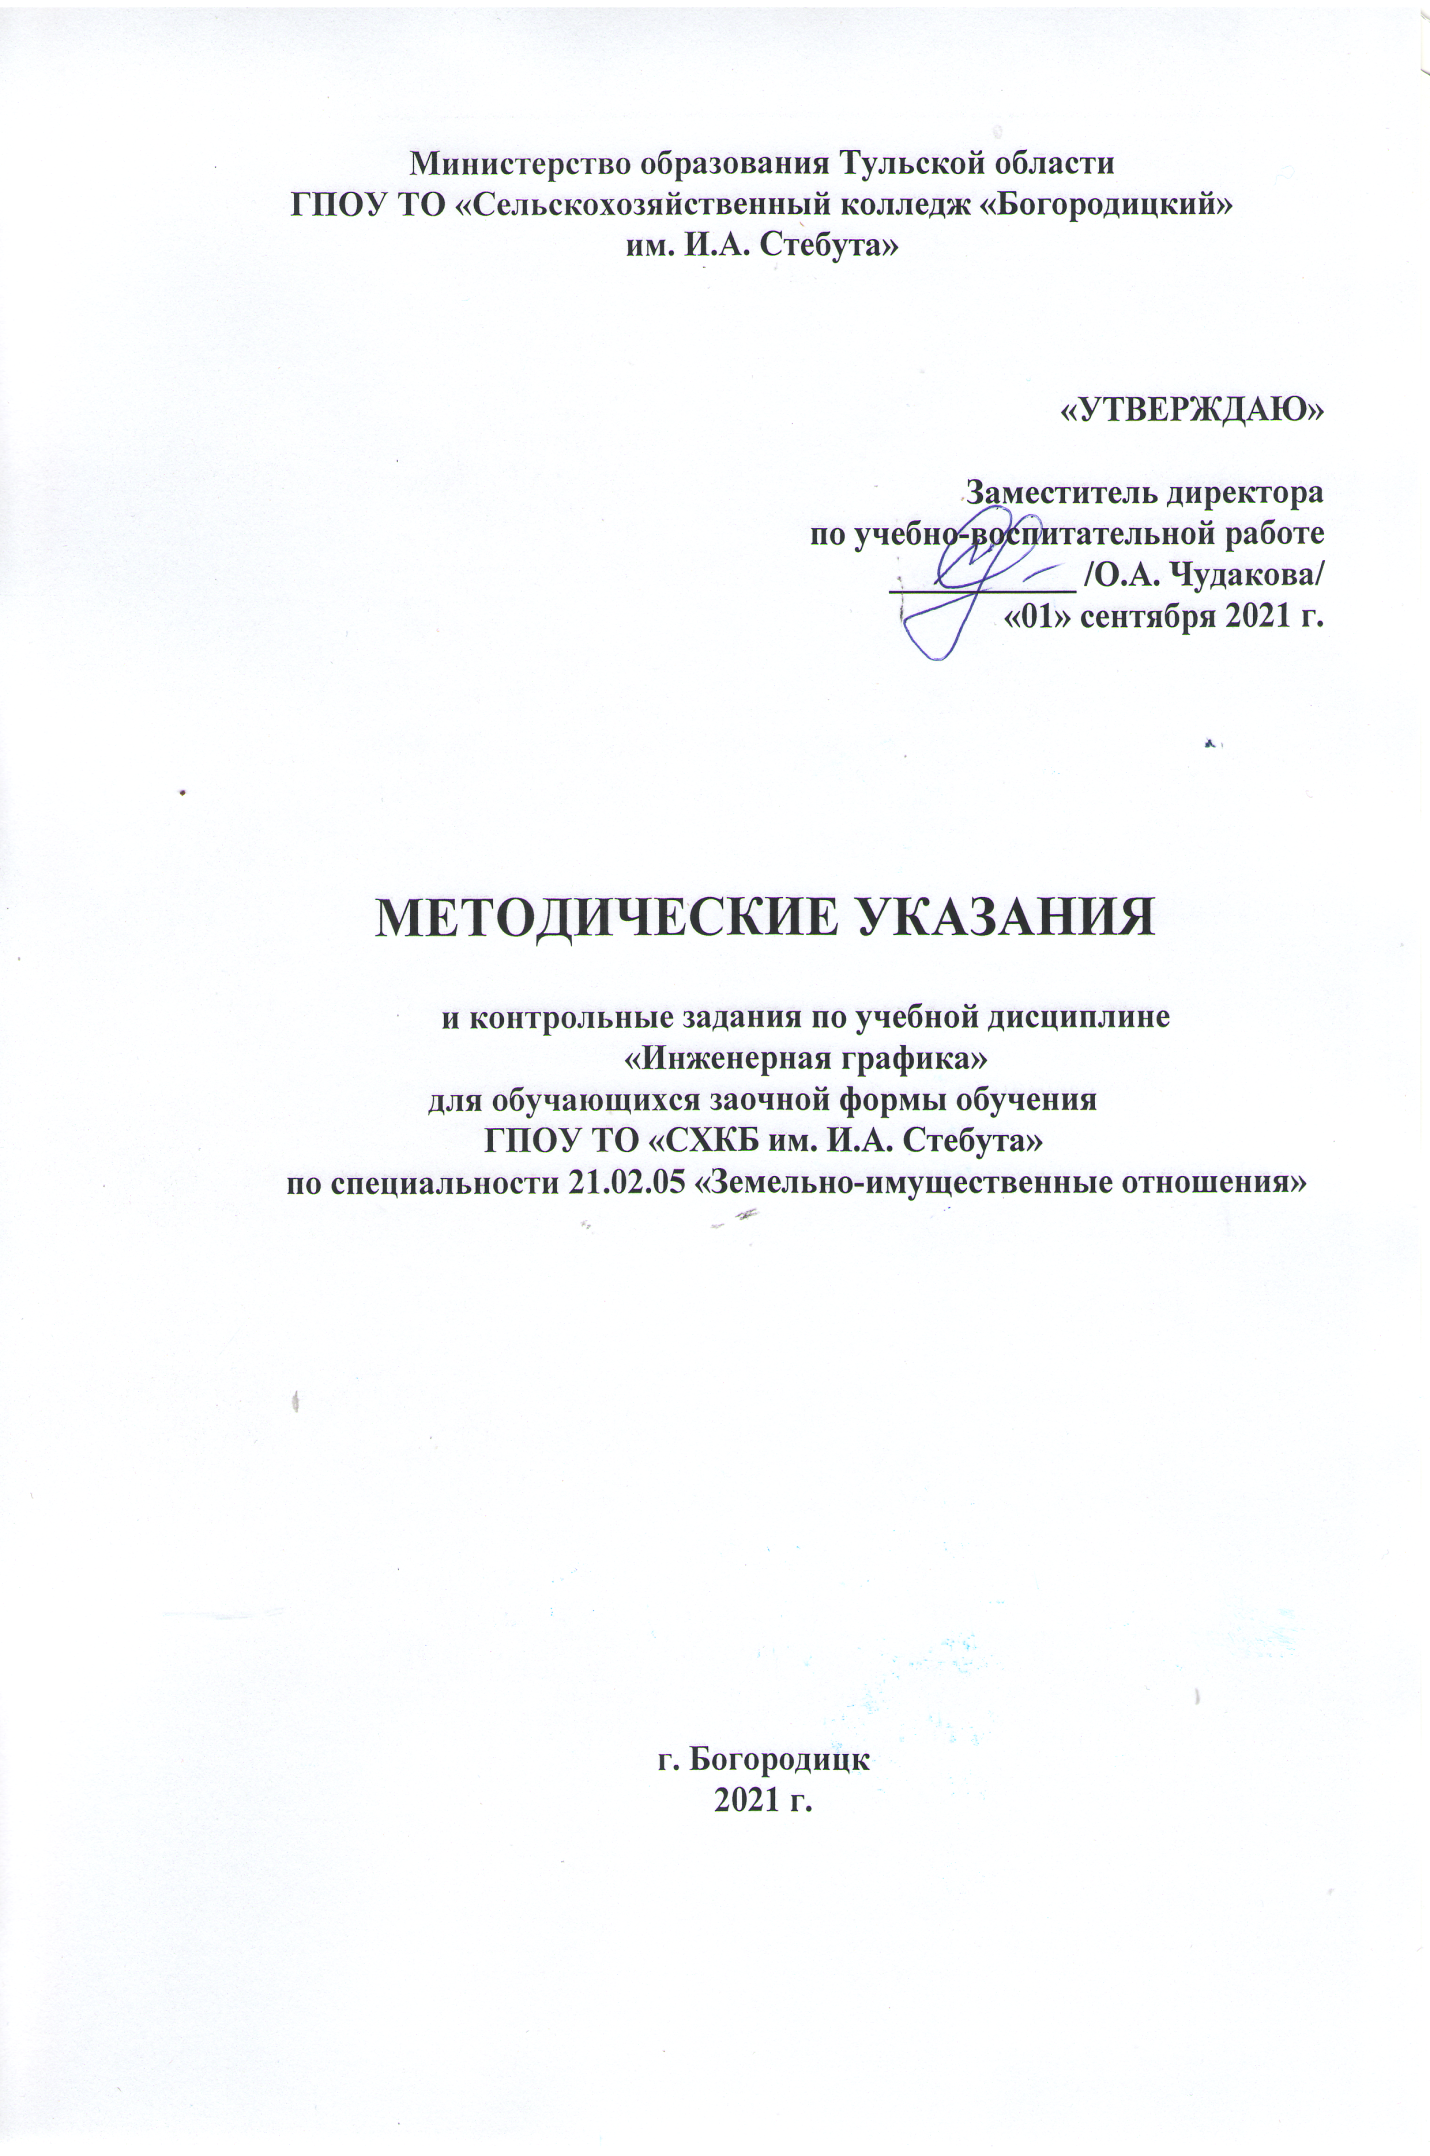 Министерство образования Тульской области
ГПОУ ТО «Сельскохозяйственный колледж «Богородицкий»
им. И.А. Стебута»
«УТВЕРЖДАЮ»
Заместитель директора
по учебно-воспитательной работе
___________ /О.А. Чудакова/
«01» сентября 2021 г.
МЕТОДИЧЕСКИЕ УКАЗАНИЯ
и контрольные задания по учебной дисциплине
«Инженерная графика»
для обучающихся заочной формы обучения
ГПОУ ТО «СХКБ им. И.А. Стебута»
по специальности 21.02.05 «Земельно-имущественные отношения»
г. Богородицк
2021 г.